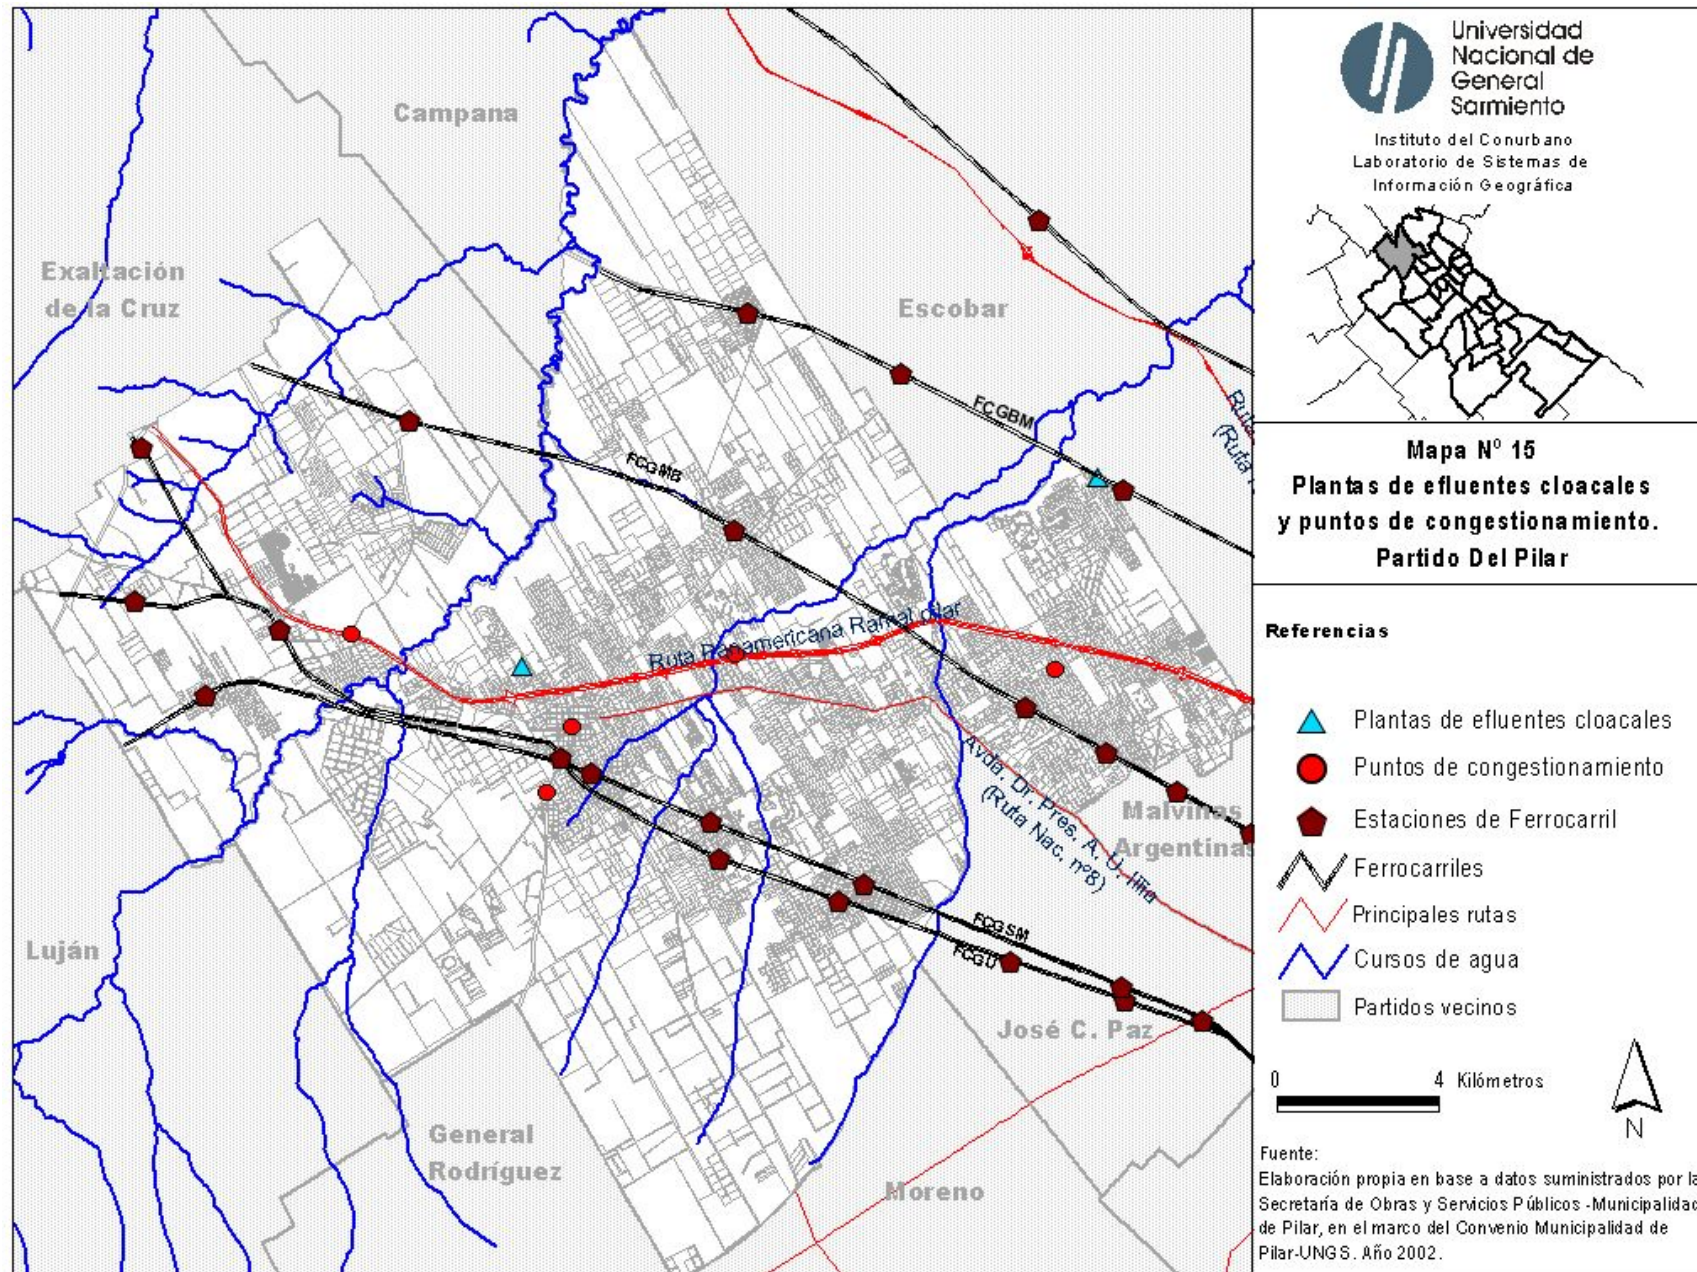 Campana
Exaltación
de la Cruz
Escobar
FCGBM
FCGMB
Ruta
(Ruta
Ruta Panamericana Ramal pilar
Avda. Dr. Pres. A. U. Illia
(Ruta Nac. nº8)
Malvinas
Argentinas
FCGSM
FCGU
Luján
José C. Paz
General
Rodríguez
Moreno
Universidad
Nacional de
General
Sarmiento
Instituto del Conurbano
Laboratorio de Sistemas de
Información Geográfica
Mapa Nº 15
Plantas de efluentes cloacales
y puntos de congestionamiento.
Partido Del Pilar
Referencias
Plantas de efluentes cloacales
Puntos de congestionamiento
Estaciones de Ferrocarril
Ferrocarriles
Principales rutas
Cursos de agua
Partidos vecinos
0 4 Kilómetros
N
Fuente:
Elaboración propia en base a datos suministrados por la
Secretaría de Obras y Servicios Públicos -Municipalidad
de Pilar, en el marco del Convenio Municipalidad de
Pilar-UNGS. Año 2002.